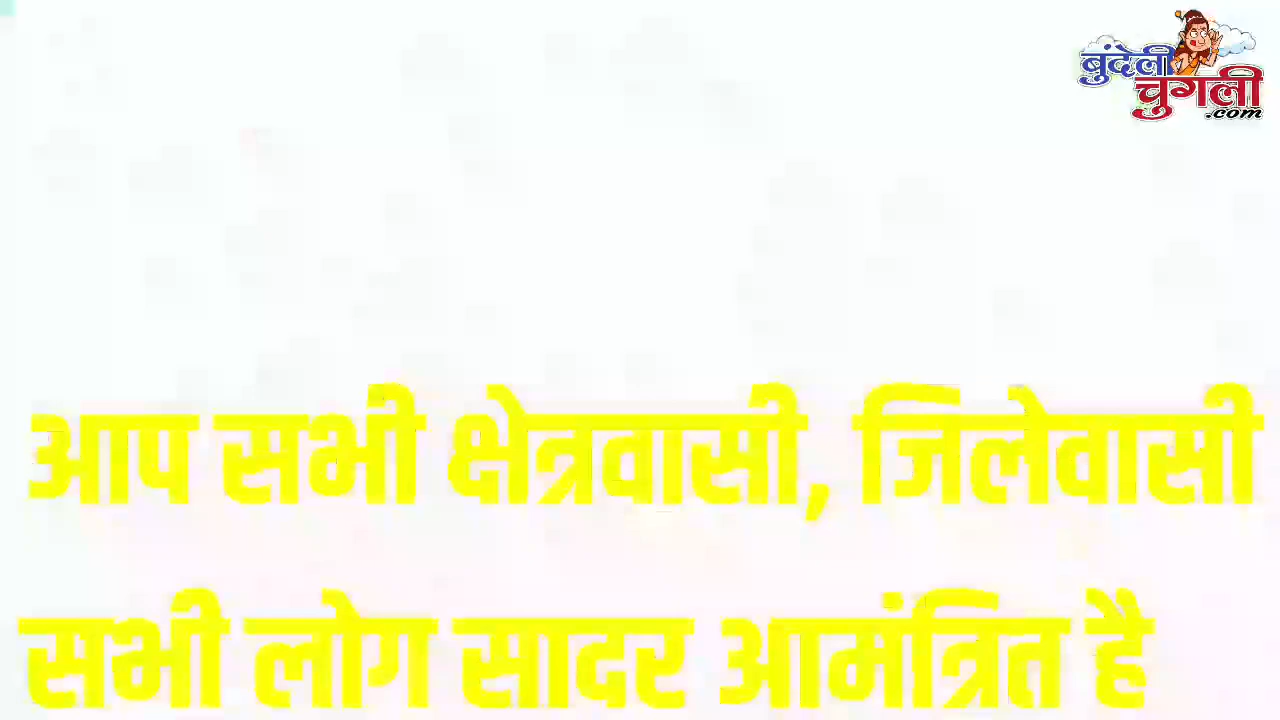 बुंदेली
चुगली
.com
आप सभी क्षेत्रवासी, जिलेवासी
सभी लोग सादर आमंत्रित है